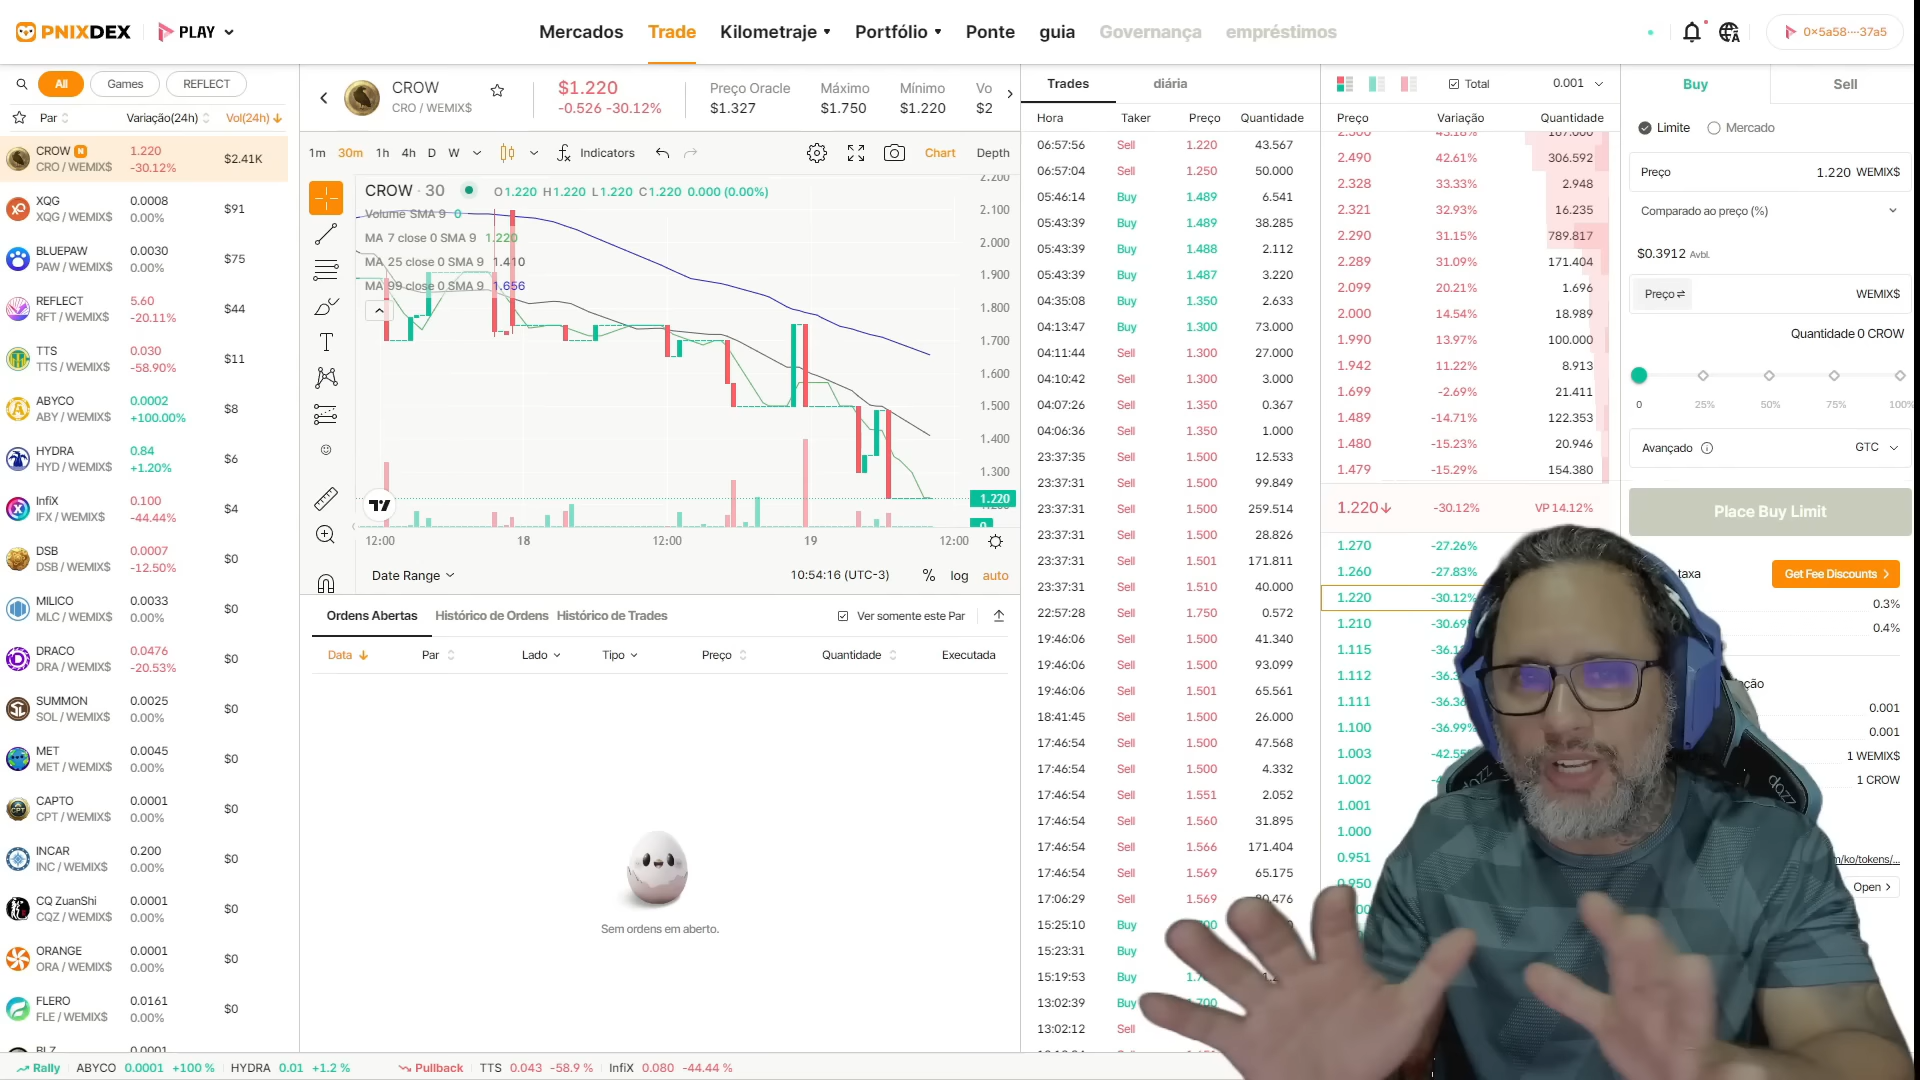 PNIXDEX
PLAY
Mercados
Trade
Kilometraje
Portfólio
Ponte
guia
Governança
empréstimos
0x5a58····37a5
All
Games
REFLECT
Par
Variação(24h)
Vol(24h)
CROW N 1.220
CRO / WEMIX$ -30.12% $2.41K
XQG 0.0008
XQG / WEMIX$ 0.00% $91
BLUEPAW 0.0030
PAW / WEMIX$ 0.00% $75
REFLECT 5.60
RFT / WEMIX$ -20.11% $44
TTS 0.030
TTS / WEMIX$ -58.90% $11
ABYCO 0.0002
ABY / WEMIX$ +100.00% $8
HYDRA 0.84
HYD / WEMIX$ +1.20% $6
InfiX 0.100
IFX / WEMIX$ -44.44% $4
DSB 0.0007
DSB / WEMIX$ -12.50% $0
MILICO 0.0033
MLC / WEMIX$ 0.00% $0
DRACO 0.0476
DRA / WEMIX$ -20.53% $0
SUMMON 0.0025
SOL / WEMIX$ 0.00% $0
MET 0.0045
MET / WEMIX$ 0.00% $0
CAPTO 0.0001
CPT / WEMIX$ 0.00% $0
INCAR 0.200
INC / WEMIX$ 0.00% $0
CQ ZuanShi 0.0001
CQZ / WEMIX$ 0.00% $0
ORANGE 0.0001
ORA / WEMIX$ 0.00% $0
FLERO 0.0161
FLE / WEMIX$ 0.00% $0
CROW
CRO / WEMIX$
$1.220
-0.526 -30.12%
Preço Oracle
$1.327
Máximo
$1.750
Mínimo
$1.220
Vo
$2
1m 30m 1h 4h D W
Indicators
Chart
Depth
CROW · 30 O1.220 H1.220 L1.220 C1.220 0.000 (0.00%)
Volume SMA 9 0
MA 7 close 0 SMA 9 1.220
MA 25 close 0 SMA 9 1.410
MA 99 close 0 SMA 9 1.656
2.200
2.100
2.000
1.900
1.800
1.700
1.600
1.500
1.400
1.300
1.220
0
12:00 18 12:00 19 12:00
Date Range
10:54:16 (UTC-3)
% log auto
Ordens Abertas
Histórico de Ordens
Histórico de Trades
Ver somente este Par
Data Par Lado Tipo Preço Quantidade Executada
Sem ordens em aberto.
Trades
diária
Hora Taker Preço Quantidade
06:57:56 Sell 1.220 43.567
06:57:04 Sell 1.250 50.000
05:46:14 Buy 1.489 6.541
05:43:39 Buy 1.489 38.285
05:43:39 Buy 1.488 2.112
05:43:39 Buy 1.487 3.220
04:35:08 Buy 1.350 2.633
04:13:47 Buy 1.300 73.000
04:11:44 Sell 1.300 27.000
04:10:42 Sell 1.300 3.000
04:07:26 Sell 1.350 0.367
04:06:36 Sell 1.350 1.000
23:37:35 Sell 1.500 12.533
23:37:31 Sell 1.500 99.849
23:37:31 Sell 1.500 259.514
23:37:31 Sell 1.500 28.826
23:37:31 Sell 1.501 171.811
23:37:31 Sell 1.510 40.000
22:57:28 Sell 1.750 0.572
19:46:06 Sell 1.500 41.340
19:46:06 Sell 1.500 93.099
19:46:06 Sell 1.501 65.561
18:41:45 Sell 1.500 26.000
17:46:54 Sell 1.500 47.568
17:46:54 Sell 1.500 4.332
17:46:54 Sell 1.551 2.052
17:46:54 Sell 1.560 31.895
17:46:54 Sell 1.566 171.404
17:46:54 Sell 1.569 65.175
17:06:29 Sell 1.569
15:25:10 Buy
15:23:31 Buy
15:19:53 Buy
13:02:39 Buy
13:02:12 Sell
Total
0.001
Preço Variação Quantidade
2.490 42.61% 306.592
2.328 33.33% 2.948
2.321 32.93% 16.235
2.290 31.15% 789.817
2.289 31.09% 171.404
2.099 20.21% 1.696
2.000 14.54% 18.989
1.990 13.97% 100.000
1.942 11.22% 8.913
1.699 -2.69% 21.411
1.489 -14.71% 122.353
1.480 -15.23% 20.946
1.479 -15.29% 154.380
1.220 -30.12% VP 14.12%
1.270 -27.26%
1.260 -27.83%
1.220 -30.12%
1.210
1.115
1.112
1.111
1.100 -36.99%
1.003
1.002
1.001
1.000
0.951
0.950
Buy
Sell
Limite
Mercado
Preço 1.220 WEMIX$
Comparado ao preço (%)
$0.3912 Avbl.
Preço WEMIX$
Quantidade 0 CROW
0 25% 50% 75% 100%
Avançado GTC
Place Buy Limit
taxa
Get Fee Discounts
0.3%
0.4%
0.001
0.001
1 WEMIX$
1 CROW
m/ko/tokens/...
Open
dazz
Rally ABYCO 0.0001 +100 % HYDRA 0.01 +1.2 % Pullback TTS 0.043 -58.9 % InfiX 0.080 -44.44 %